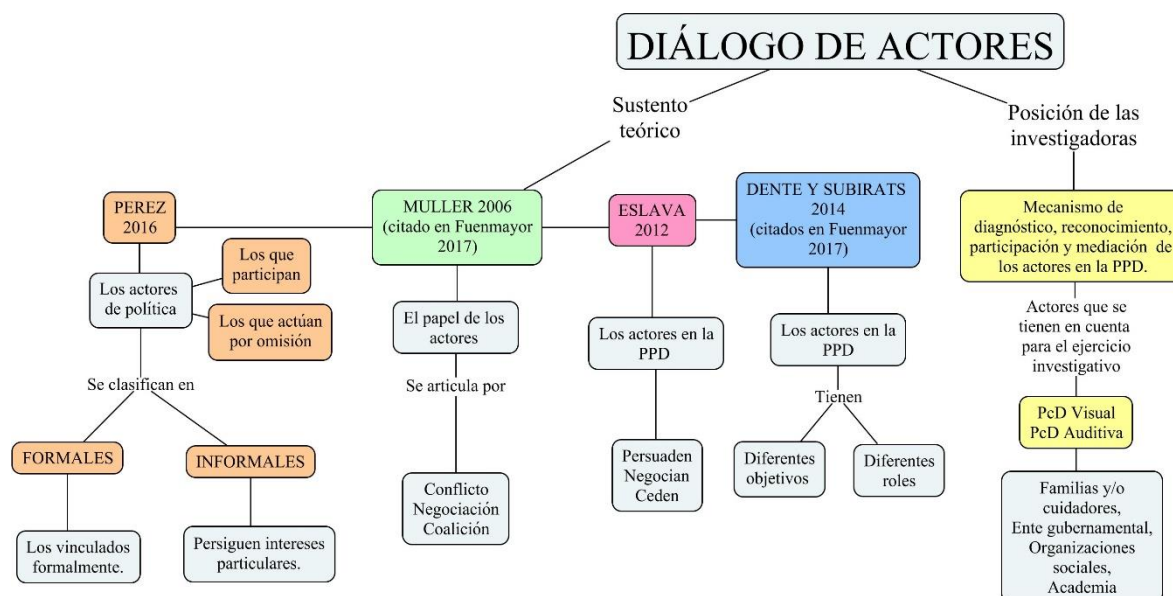 DIÁLOGO DE ACTORES
Sustento
teórico
Posición de las
investigadoras
PEREZ
2016
Los que
participan
Los actores
de política
Los que actúan
por omisión
Se clasifican en
FORMALES
INFORMALES
Los vinculados
formalmente.
Persiguen intereses
particulares.
MULLER 2006
(citado en Fuenmayor
2017)
El papel de los
actores
Se articula por
Conflicto
Negociación
Coalición
ESLAVA
2012
Los actores en la
PPD
Persuaden
Negocian
Ceden
DENTE Y SUBIRATS
2014
(citados en Fuenmayor
2017)
Los actores en la
PPD
Tienen
Diferentes
objetivos
Diferentes
roles
Mecanismo de
diagnóstico, reconocimiento,
participación y mediación de
los actores en la PPD.
Actores que se
tienen en cuenta
para el ejercicio
investigativo
PcD Visual
PcD Auditiva
Familias y/o
cuidadores,
Ente gubernamental,
Organizaciones
sociales,
Academia